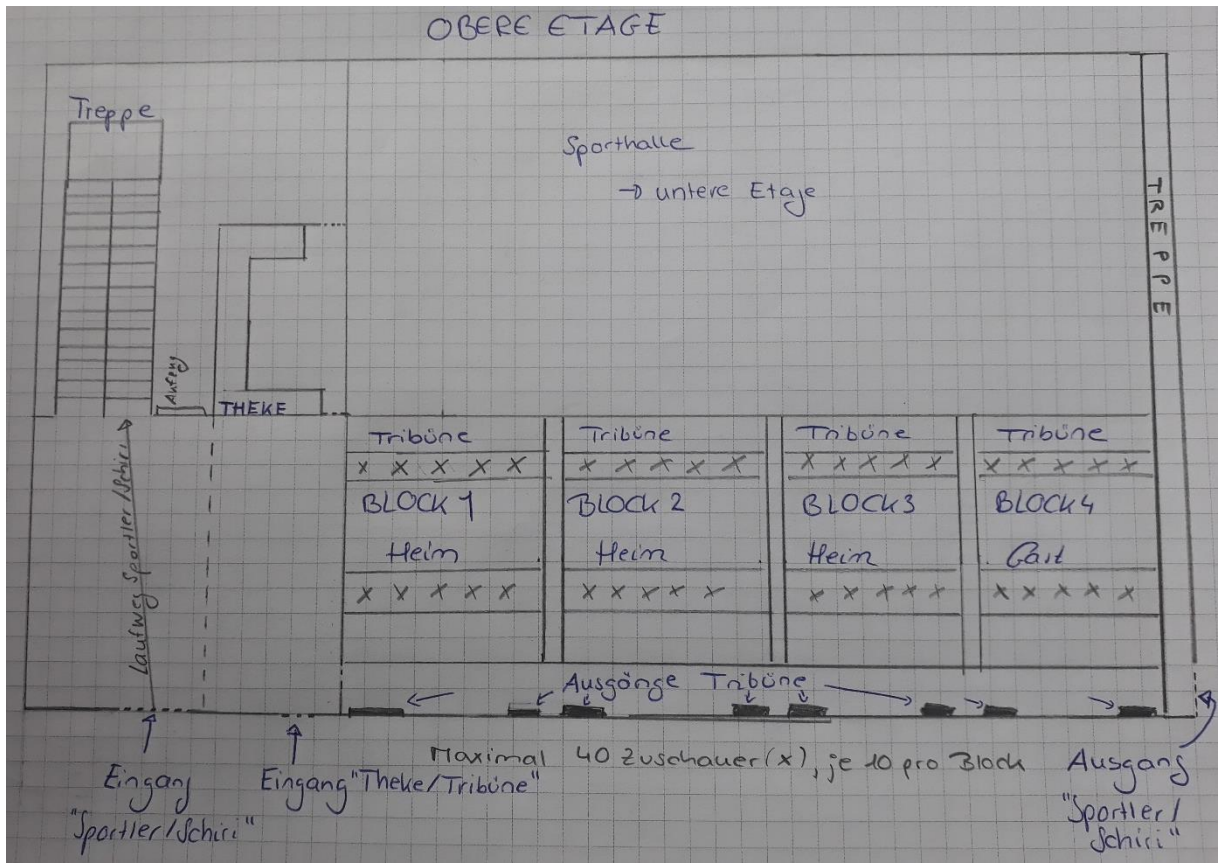 OBERE ETAGE
Treppe
Sporthalle
→ untere Etaje
TREPPE
Aufzug
THEKE
Laufweg Sportler/Schiri
Tribüne
Tribüne
Tribüne
Tribüne
x x x x x
x x x x x
x x x x x
x x x x x
BLOCK 1
BLOCK 2
BLOCK 3
BLOCK 4
Heim
Heim
Heim
Gast
x x x x x
x x x x x
x x x x x
x x x x x
Ausgänge Tribüne
Maximal 40 Zuschauer (x), je 10 pro Block
Eingang
"Sportler/Schiri"
Eingang "Theke/Tribüne"
Ausgang
"Sportler/
Schiri"